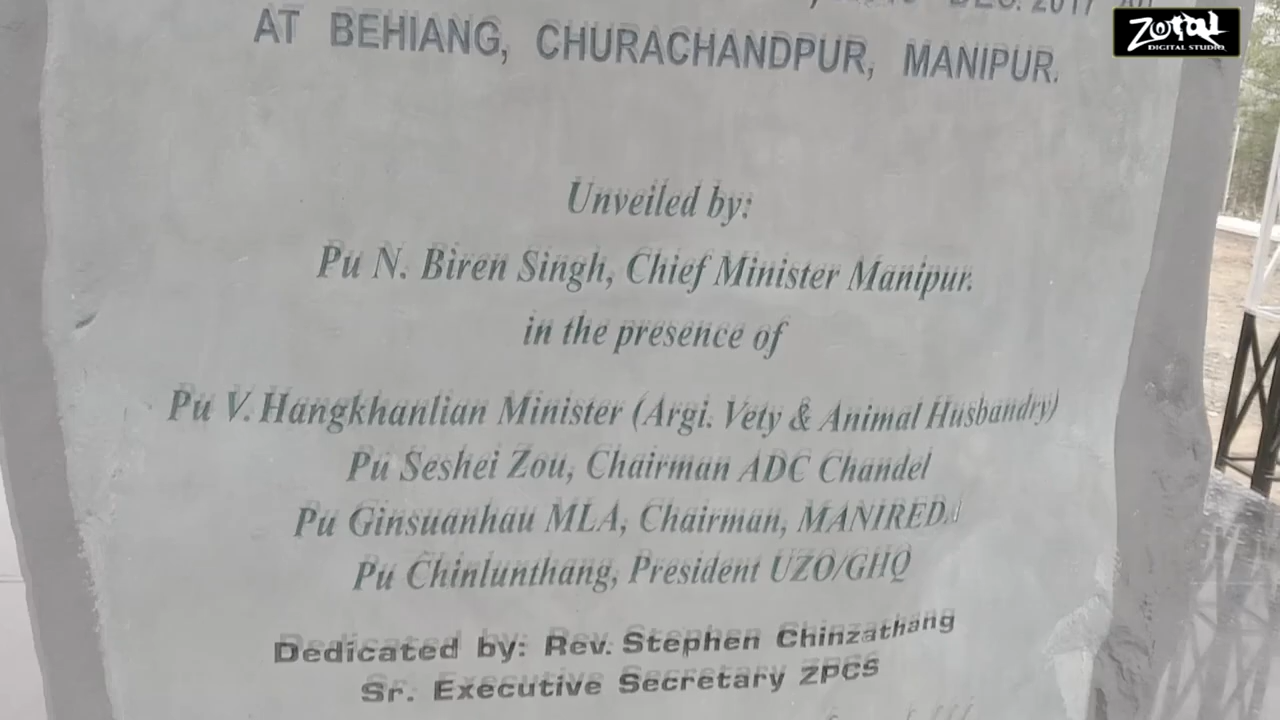 DEC. 2017
AT BEHIANG, CHURACHANDPUR, MANIPUR.
Unveiled by:
Pu N. Biren Singh, Chief Minister Manipur.
in the presence of
Pu V. Hangkhanlian Minister (Argi. Vety & Animal Husbandry)
Pu Seshei Zou, Chairman ADC Chandel
Pu Ginsuanhau MLA, Chairman, MANIRED.
Pu Chinlunthang, President UZO/GHQ
Dedicated by: Rev. Stephen Chinzathang
Sr. Executive Secretary ZPCS
ZOTAL
DIGITAL STUDIO